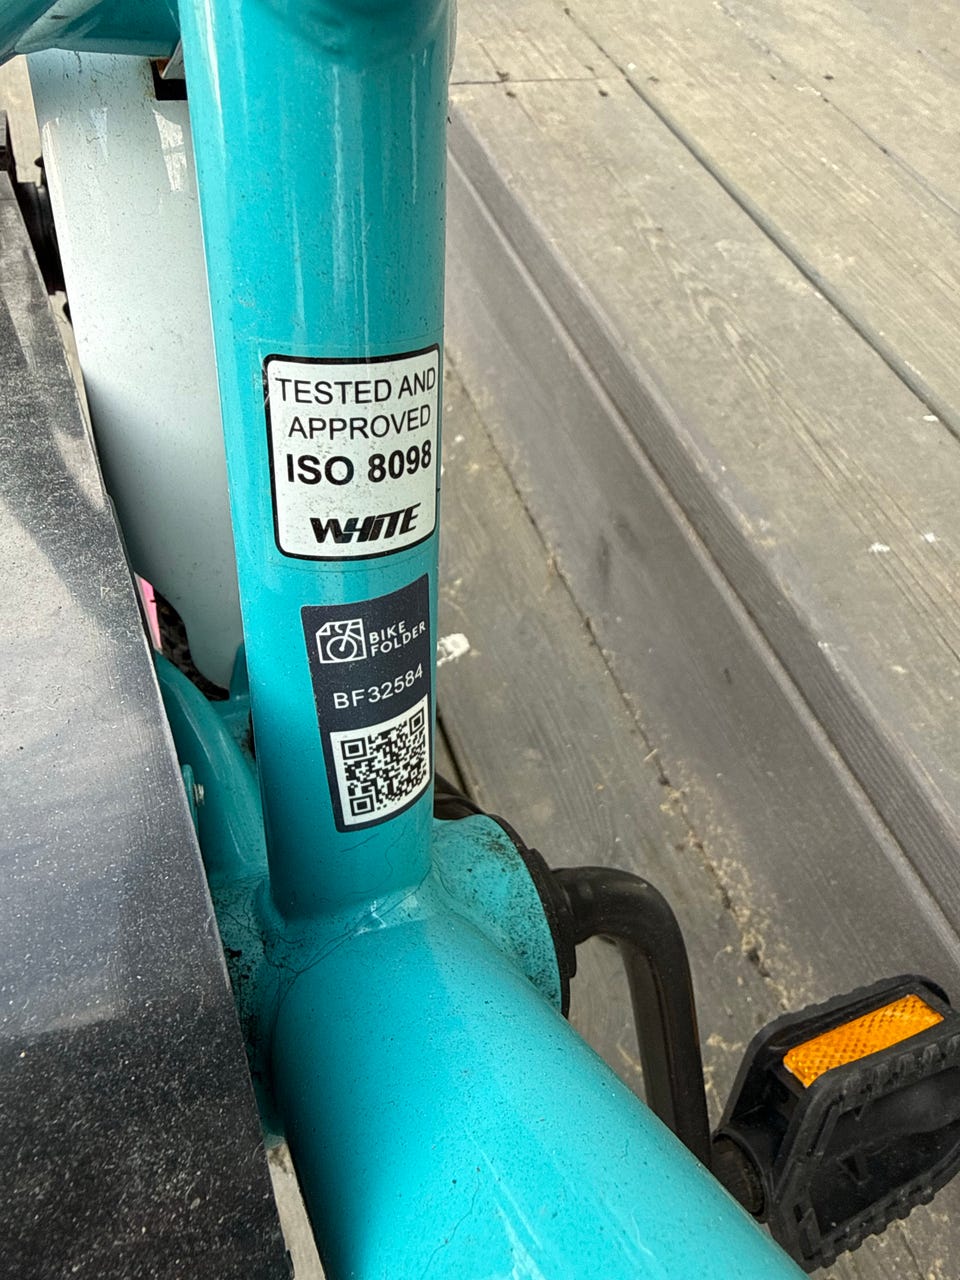 TESTED AND
APPROVED
ISO 8098
WHITE
BIKE
FOLDER
BF32584